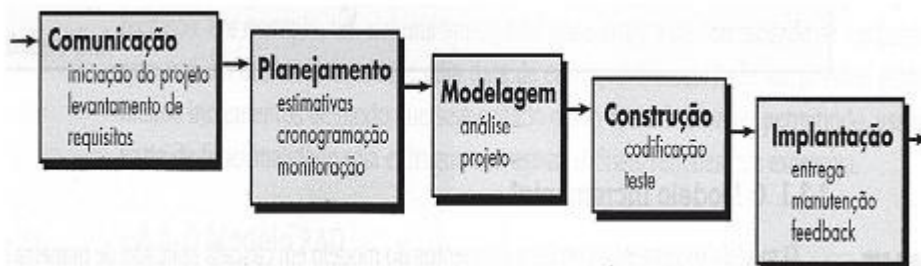 Comunicação
iniciação do projeto
levantamento de
requisitos
Planejamento
estimativas
cronogramação
monitoração
Modelagem
análise
projeto
Construção
codificação
teste
Implantação
entrega
manutenção
feedback